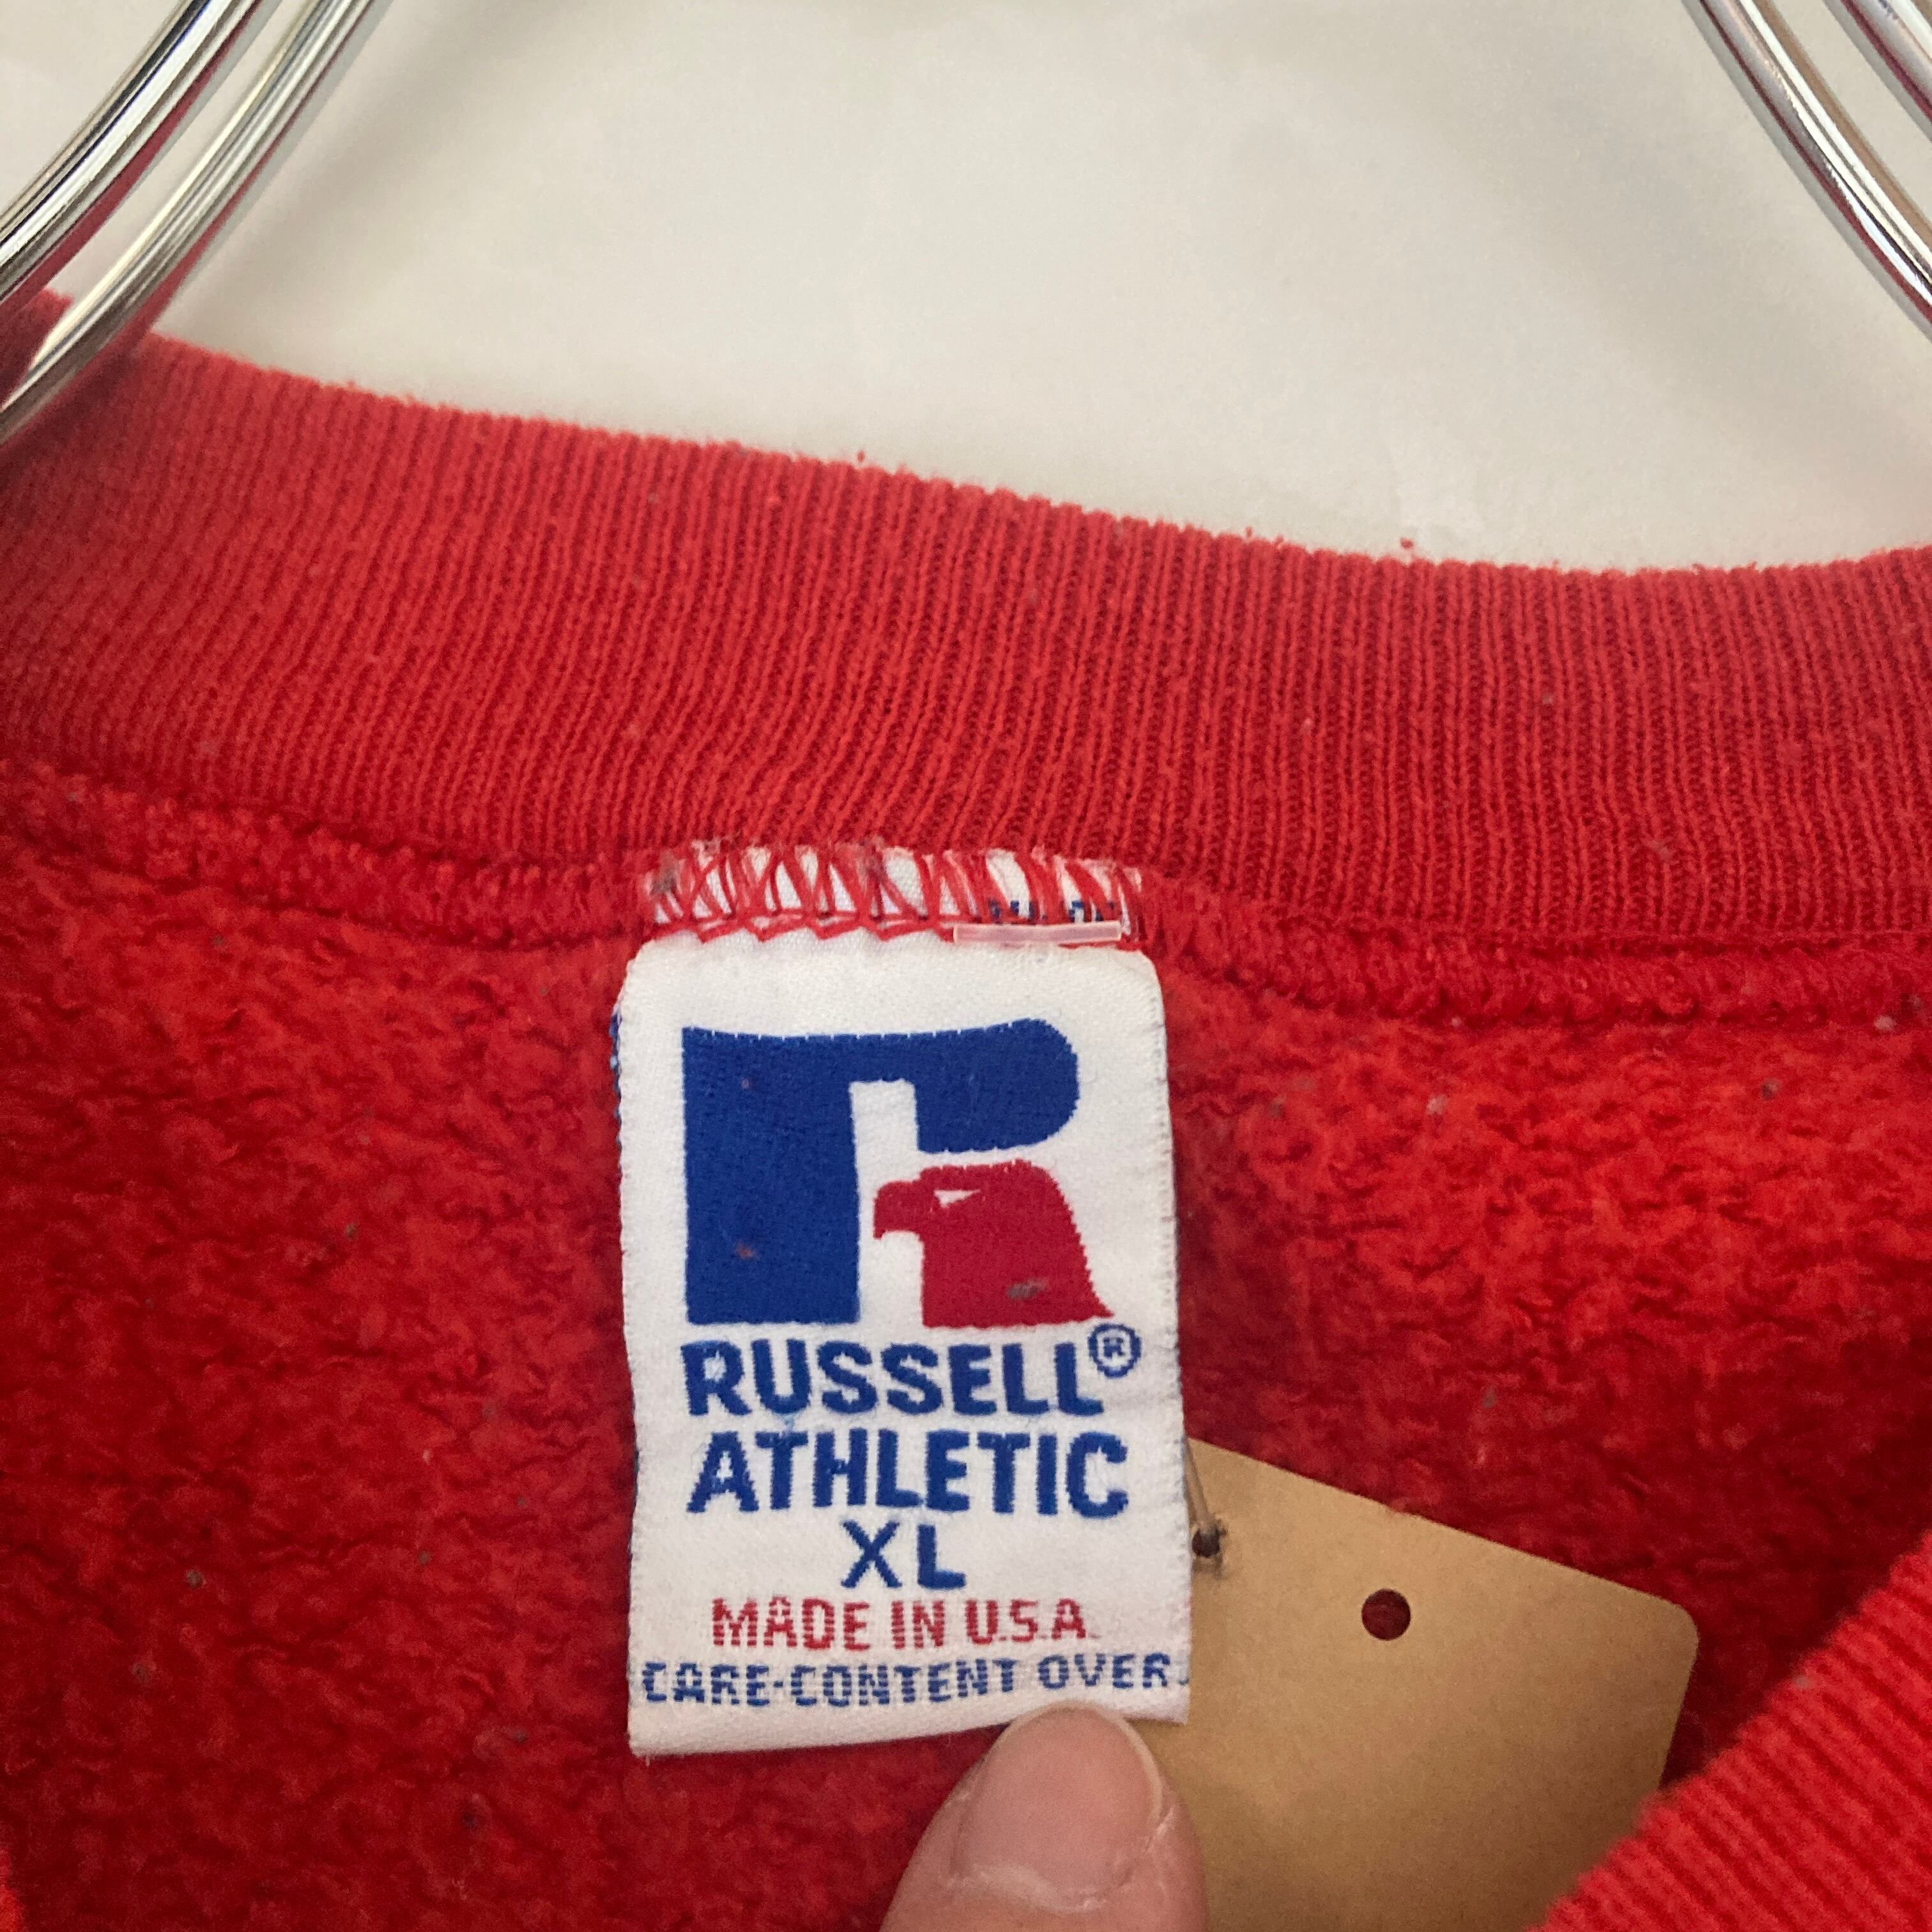 RUSSELL®
ATHLETIC
XL
MADE IN U.S.A.
CARE-CONTENT OVER